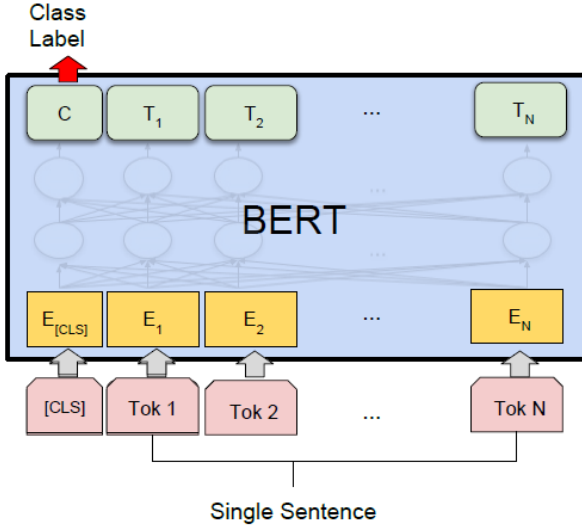 Class
Label
C T1 T2 ... TN
...
BERT
...
E[CLS] E1 E2 ... EN
[CLS] Tok 1 Tok 2 ... Tok N
Single Sentence